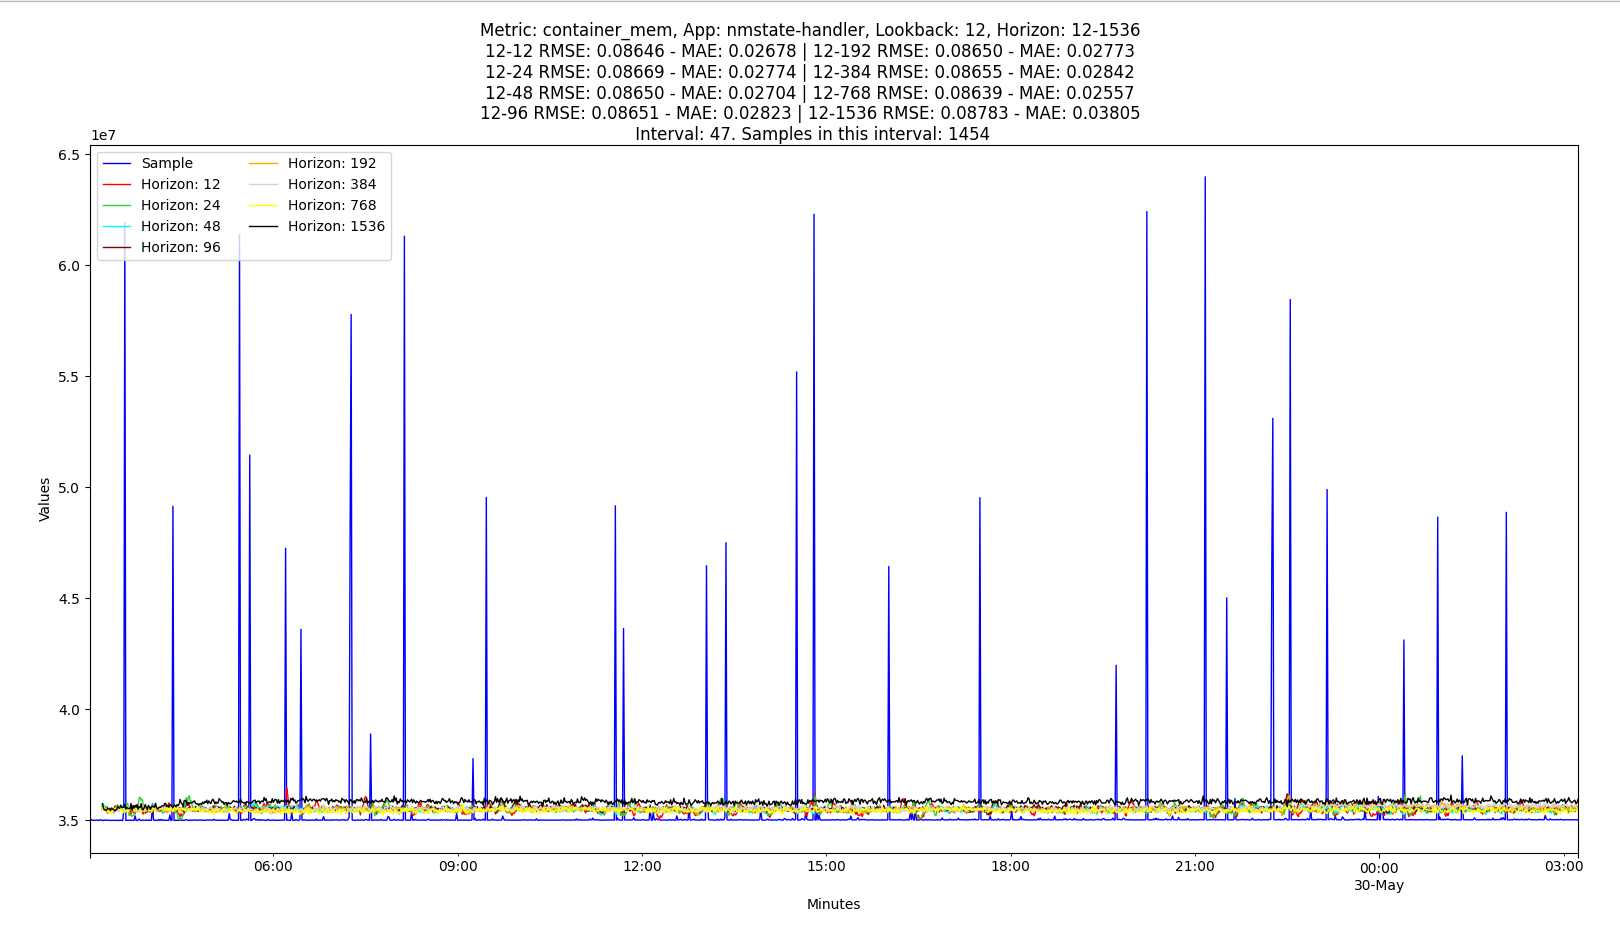 Metric: container_mem, App: nmstate-handler, Lookback: 12, Horizon: 12-1536
12-12 RMSE: 0.08646 - MAE: 0.02678 | 12-192 RMSE: 0.08650 - MAE: 0.02773
12-24 RMSE: 0.08669 - MAE: 0.02774 | 12-384 RMSE: 0.08655 - MAE: 0.02842
12-48 RMSE: 0.08650 - MAE: 0.02704 | 12-768 RMSE: 0.08639 - MAE: 0.02557
12-96 RMSE: 0.08651 - MAE: 0.02823 | 12-1536 RMSE: 0.08783 - MAE: 0.03805
Interval: 47. Samples in this interval: 1454
1e7
Sample
Horizon: 12
Horizon: 24
Horizon: 48
Horizon: 96
Horizon: 192
Horizon: 384
Horizon: 768
Horizon: 1536
6.5
6.0
5.5
5.0
4.5
4.0
3.5
Values
06:00
09:00
12:00
15:00
18:00
21:00
00:00
30-May
03:00
Minutes